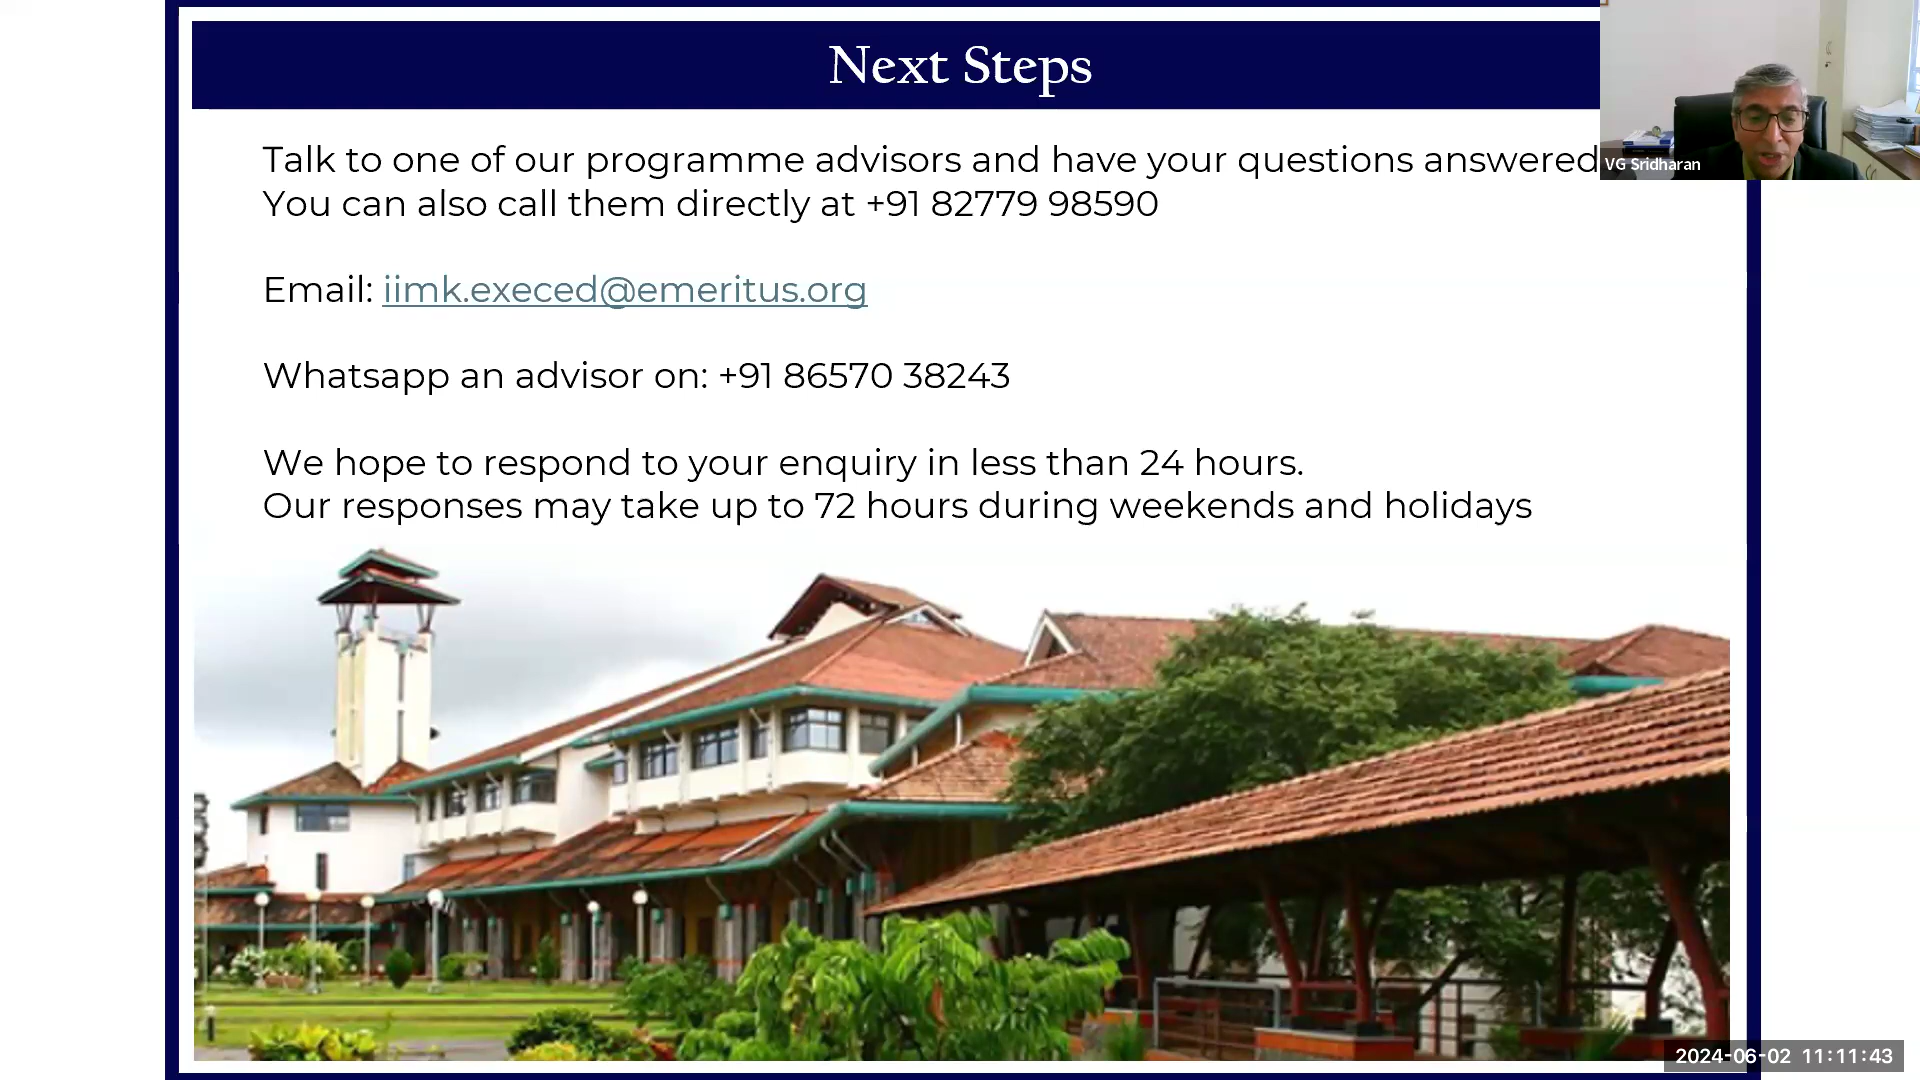 Next Steps
Talk to one of our programme advisors and have your questions answered
You can also call them directly at +91 82779 98590
Email: iimk.execed@emeritus.org
Whatsapp an advisor on: +91 86570 38243
We hope to respond to your enquiry in less than 24 hours.
Our responses may take up to 72 hours during weekends and holidays
VG Sridharan
2024-06-02 11:11:43